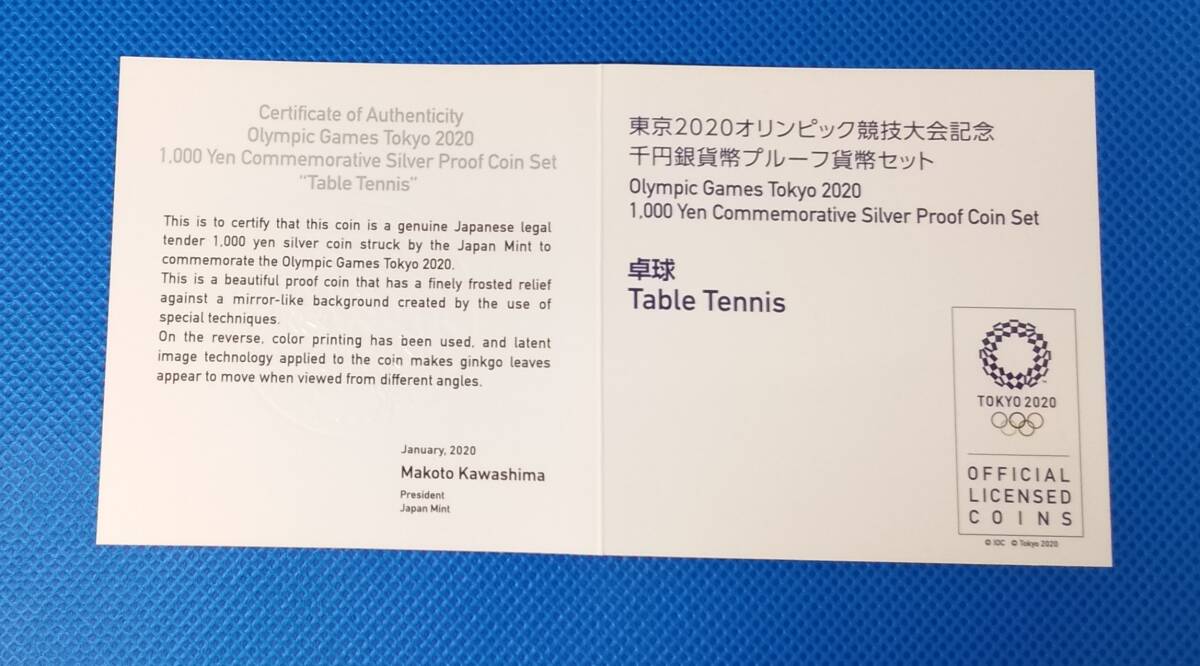 Certificate of Authenticity
Olympic Games Tokyo 2020
1,000 Yen Commemorative Silver Proof Coin Set
"Table Tennis"
This is to certify that this coin is a genuine Japanese legal
tender 1,000 yen silver coin struck by the Japan Mint to
commemorate the Olympic Games Tokyo 2020.
This is a beautiful proof coin that has a finely frosted relief
against a mirror-like background created by the use of
special techniques.
On the reverse, color printing has been used, and latent
image technology applied to the coin makes ginkgo leaves
appear to move when viewed from different angles.
January, 2020
Makoto Kawashima
President
Japan Mint
東京2020オリンピック競技大会記念
千円銀貨幣プルーフ貨幣セット
Olympic Games Tokyo 2020
1,000 Yen Commemorative Silver Proof Coin Set
卓球
Table Tennis
TOKYO 2020
OFFICIAL
LICENSED
COINS
© IOC © Tokyo 2020